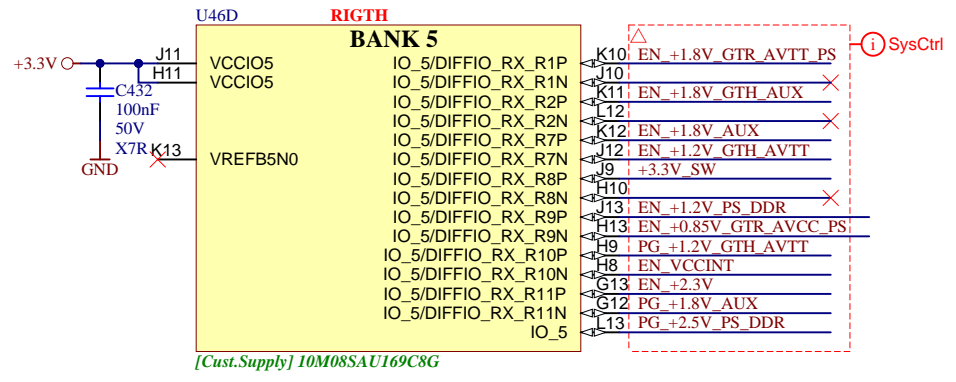 U46D
RIGTH
BANK 5
SysCtrl
+3.3V
J11
VCCIO5
H11
VCCIO5
C432
100nF
50V
X7R
GND
K13
VREFB5N0
IO_5/DIFFIO_RX_R1P K10 EN_+1.8V_GTR_AVTT_PS
IO_5/DIFFIO_RX_R1N J10
IO_5/DIFFIO_RX_R2P K11 EN_+1.8V_GTH_AUX
IO_5/DIFFIO_RX_R2N L12
IO_5/DIFFIO_RX_R7P K12 EN_+1.8V_AUX
IO_5/DIFFIO_RX_R7N J12 EN_+1.2V_GTH_AVTT
IO_5/DIFFIO_RX_R8P J9 +3.3V_SW
IO_5/DIFFIO_RX_R8N H10
IO_5/DIFFIO_RX_R9P J13 EN_+1.2V_PS_DDR
IO_5/DIFFIO_RX_R9N H13 EN_+0.85V_GTR_AVCC_PS
IO_5/DIFFIO_RX_R10P H9 PG_+1.2V_GTH_AVTT
IO_5/DIFFIO_RX_R10N H8 EN_VCCINT
IO_5/DIFFIO_RX_R11P G13 EN_+2.3V
IO_5/DIFFIO_RX_R11N G12 PG_+1.8V_AUX
IO_5 L13 PG_+2.5V_PS_DDR
[Cust.Supply] 10M08SAU169C8G